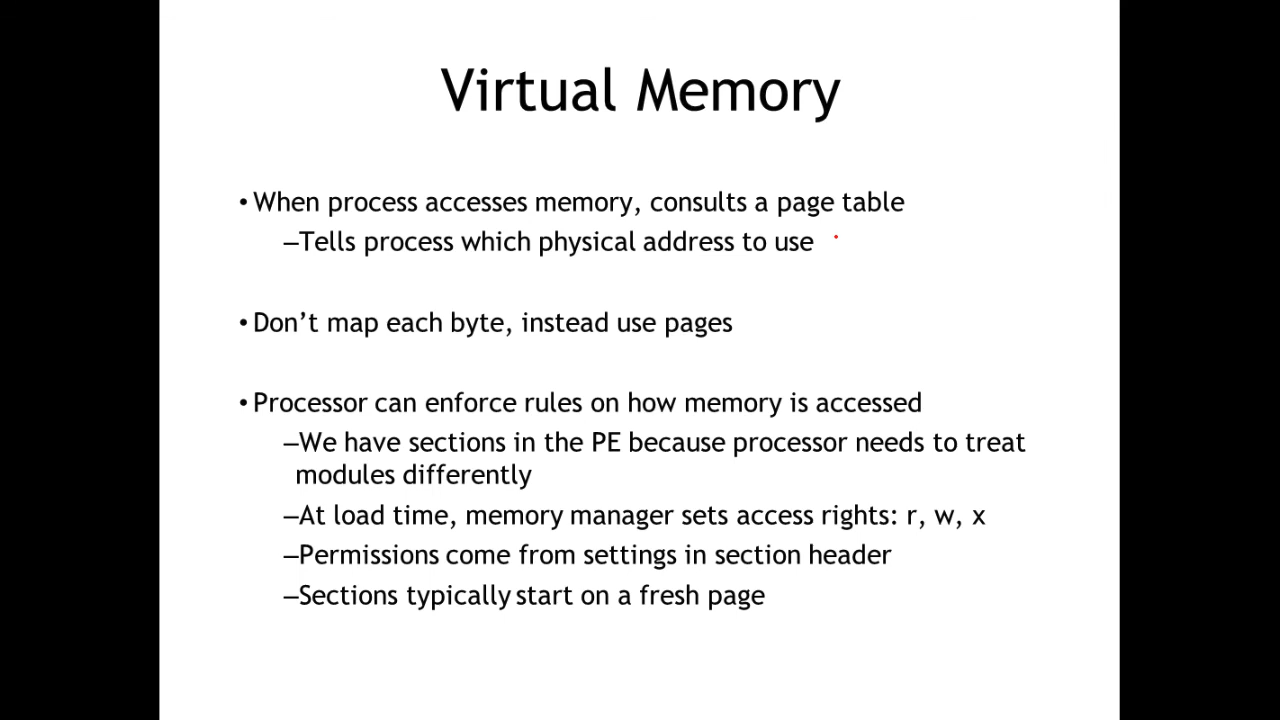 Virtual Memory
• When process accesses memory, consults a page table
–Tells process which physical address to use
• Don’t map each byte, instead use pages
• Processor can enforce rules on how memory is accessed
–We have sections in the PE because processor needs to treat
modules differently
–At load time, memory manager sets access rights: r, w, x
–Permissions come from settings in section header
–Sections typically start on a fresh page